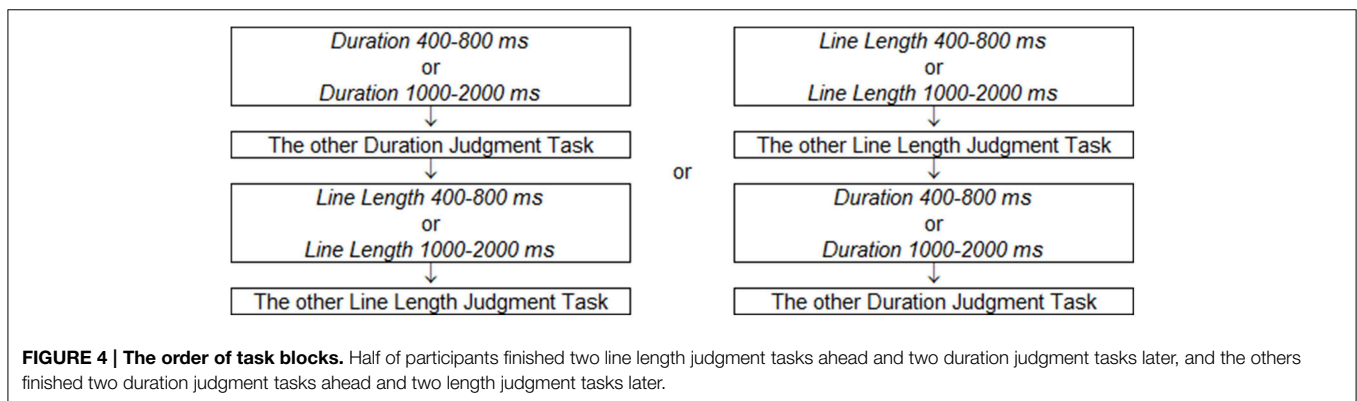 Duration 400-800 ms
or
Duration 1000-2000 ms
↓
The other Duration Judgment Task
↓
Line Length 400-800 ms
or
Line Length 1000-2000 ms
↓
The other Line Length Judgment Task
or
Line Length 400-800 ms
or
Line Length 1000-2000 ms
↓
The other Line Length Judgment Task
↓
Duration 400-800 ms
or
Duration 1000-2000 ms
↓
The other Duration Judgment Task
FIGURE 4 | The order of task blocks. Half of participants finished two line length judgment tasks ahead and two duration judgment tasks later, and the others
finished two duration judgment tasks ahead and two length judgment tasks later.